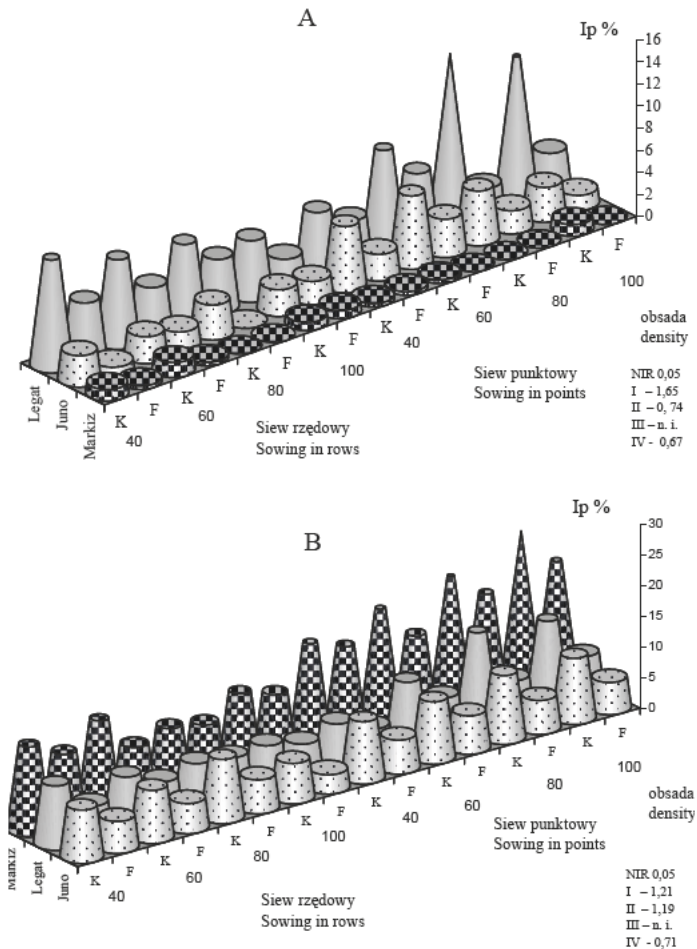 A
Ip %
16
14
12
10
8
6
4
2
0
Legat
Juno
Markiz
K
F
K
F
K
F
K
F
K
F
K
F
K
F
K
F
40
60
80
100
40
60
80
100
obsada
density
Siew rzędowy
Sowing in rows
Siew punktowy
Sowing in points
NIR 0,05
I – 1,65
II – 0, 74
III – n. i.
IV - 0,67
B
Ip %
30
25
20
15
10
5
0
Markiz
Legat
Juno
K
F
K
F
K
F
K
F
K
F
K
F
K
F
K
F
40
60
80
100
40
60
80
100
obsada
density
Siew rzędowy
Sowing in rows
Siew punktowy
Sowing in points
NIR 0,05
I – 1,21
II – 1,19
III – n. i.
IV - 0,71